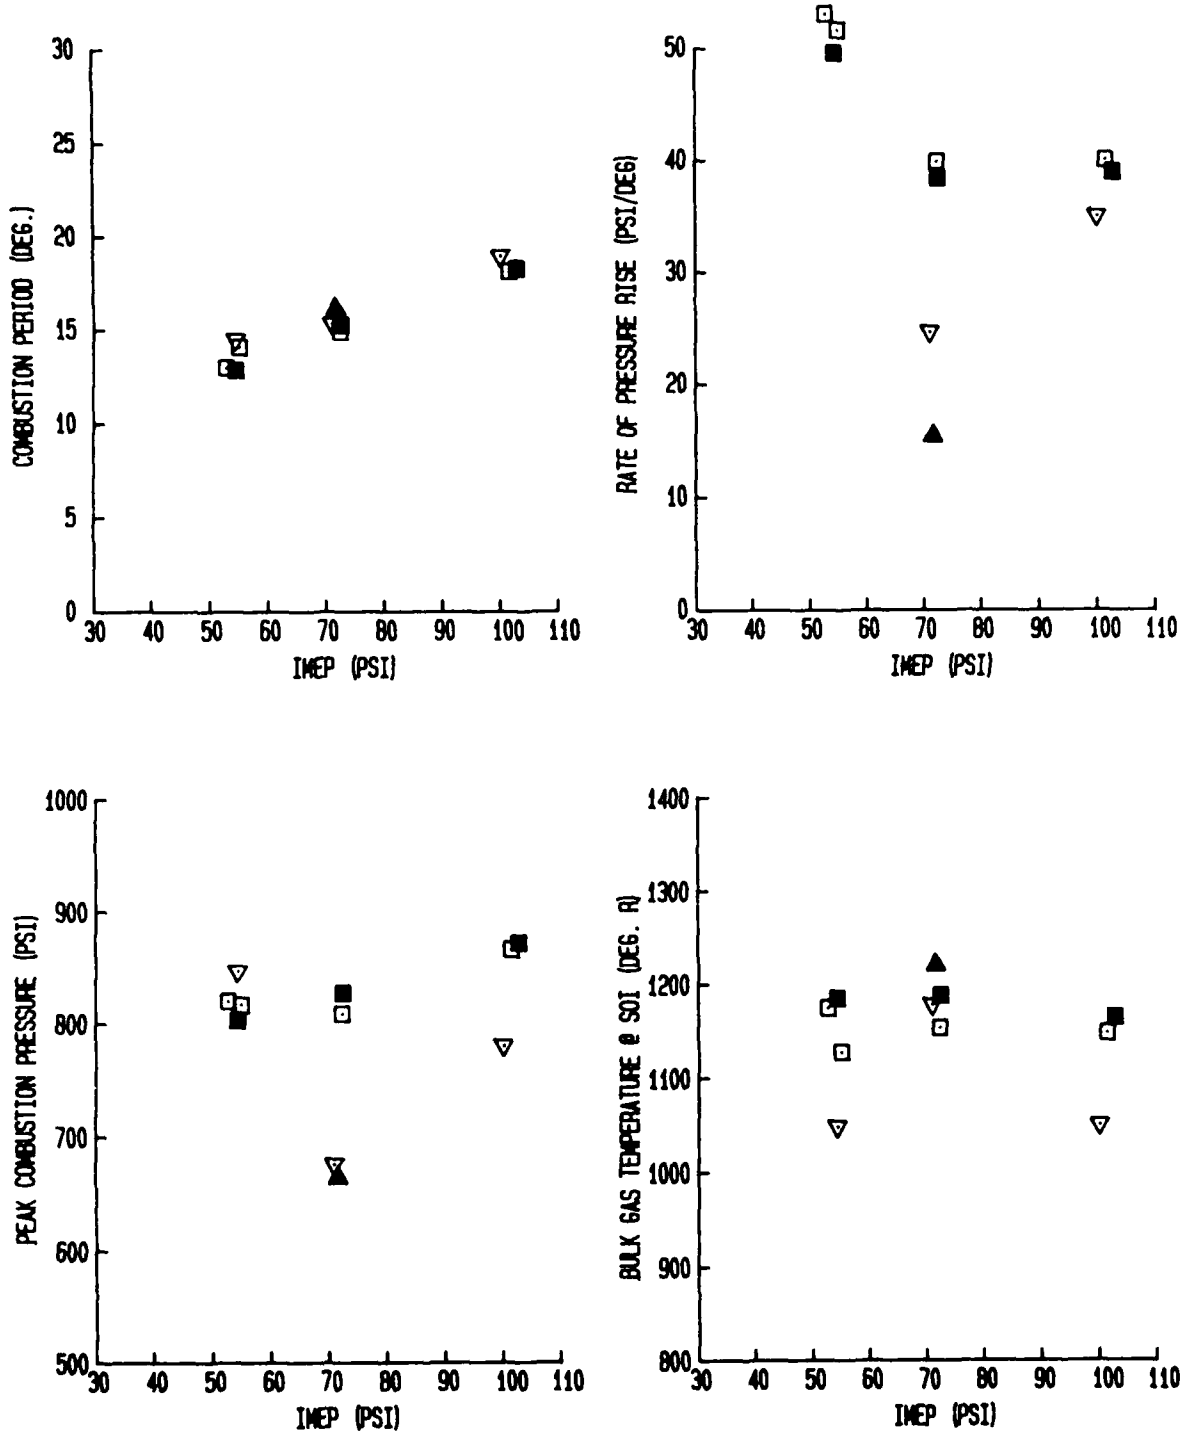 COMBUSTION PERIOD (DEG.)
30
25
20
15
10
5
0
30 40 50 60 70 80 90 100 110
IMEP (PSI)
RATE OF PRESSURE RISE (PSI/DEG)
50
40
30
20
10
0
30 40 50 60 70 80 90 100 110
IMEP (PSI)
PEAK COMBUSTION PRESSURE (PSI)
1000
900
800
700
600
500
30 40 50 60 70 80 90 100 110
IMEP (PSI)
BULK GAS TEMPERATURE @ SOI (DEG. R)
1400
1300
1200
1100
1000
900
800
30 40 50 60 70 80 90 100 110
IMEP (PSI)